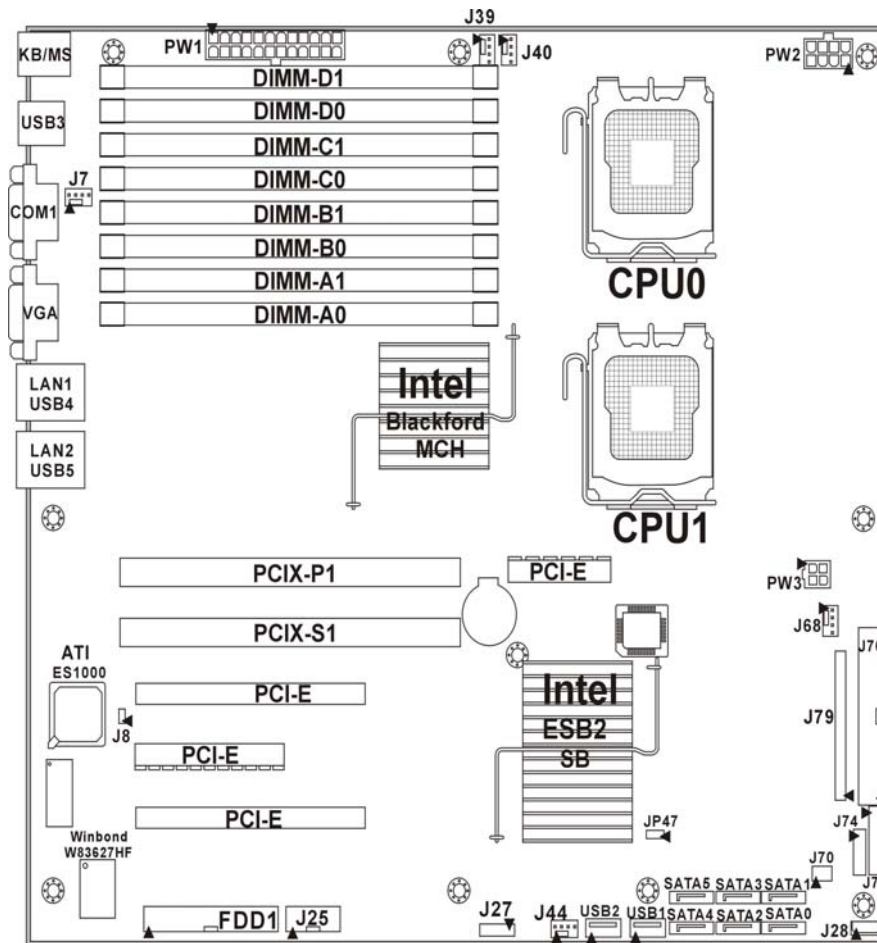 J39
KB/MS
PW1
J40
PW2
DIMM-D1
USB3
DIMM-D0
DIMM-C1
J7
DIMM-C0
COM1
DIMM-B1
DIMM-B0
DIMM-A1
CPU0
VGA
DIMM-A0
LAN1
USB4
Intel
Blackford
MCH
LAN2
USB5
CPU1
PCIX-P1
PCI-E
PW3
PCIX-S1
J68
ATI
ES1000
PCI-E
Intel
ESB2
SB
J79
J8
PCI-E
PCI-E
JP47
J74
Winbond
W83627HF
J70
SATA5
SATA3
SATA1
FDD1
J25
J27
J44
USB2
USB1
SATA4
SATA2
SATA0
J28